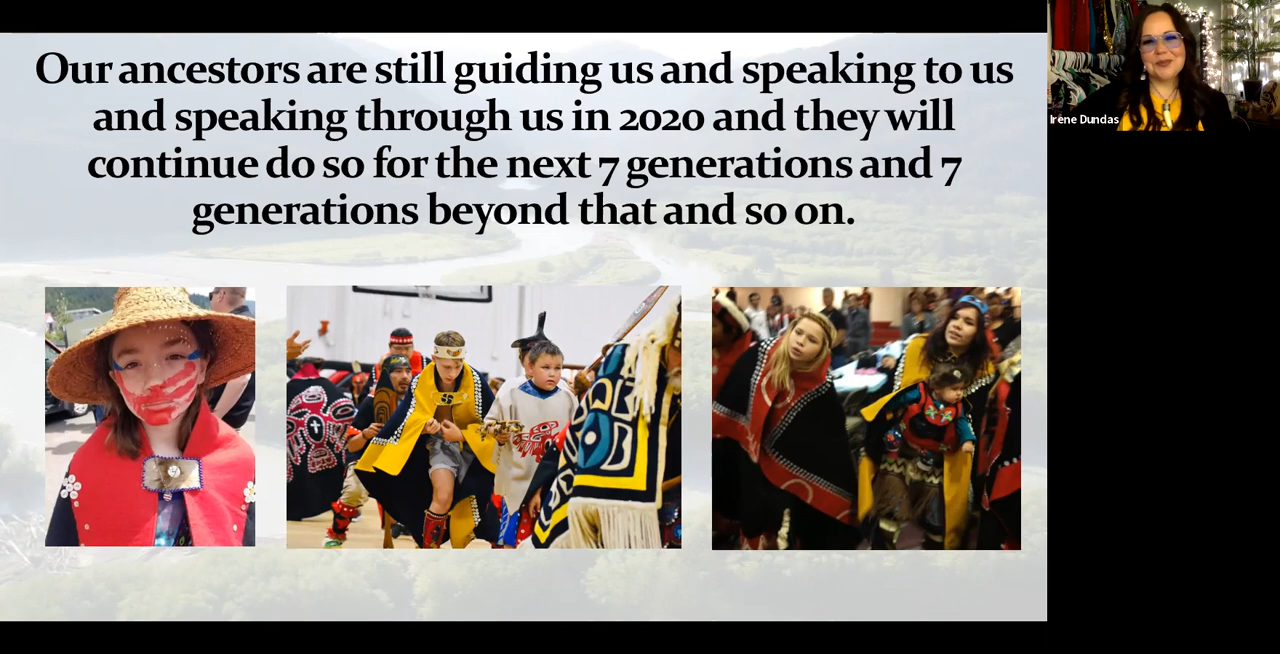 Our ancestors are still guiding us and speaking to us
and speaking through us in 2020 and they will
continue do so for the next 7 generations and 7
generations beyond that and so on.
Irene Dundas